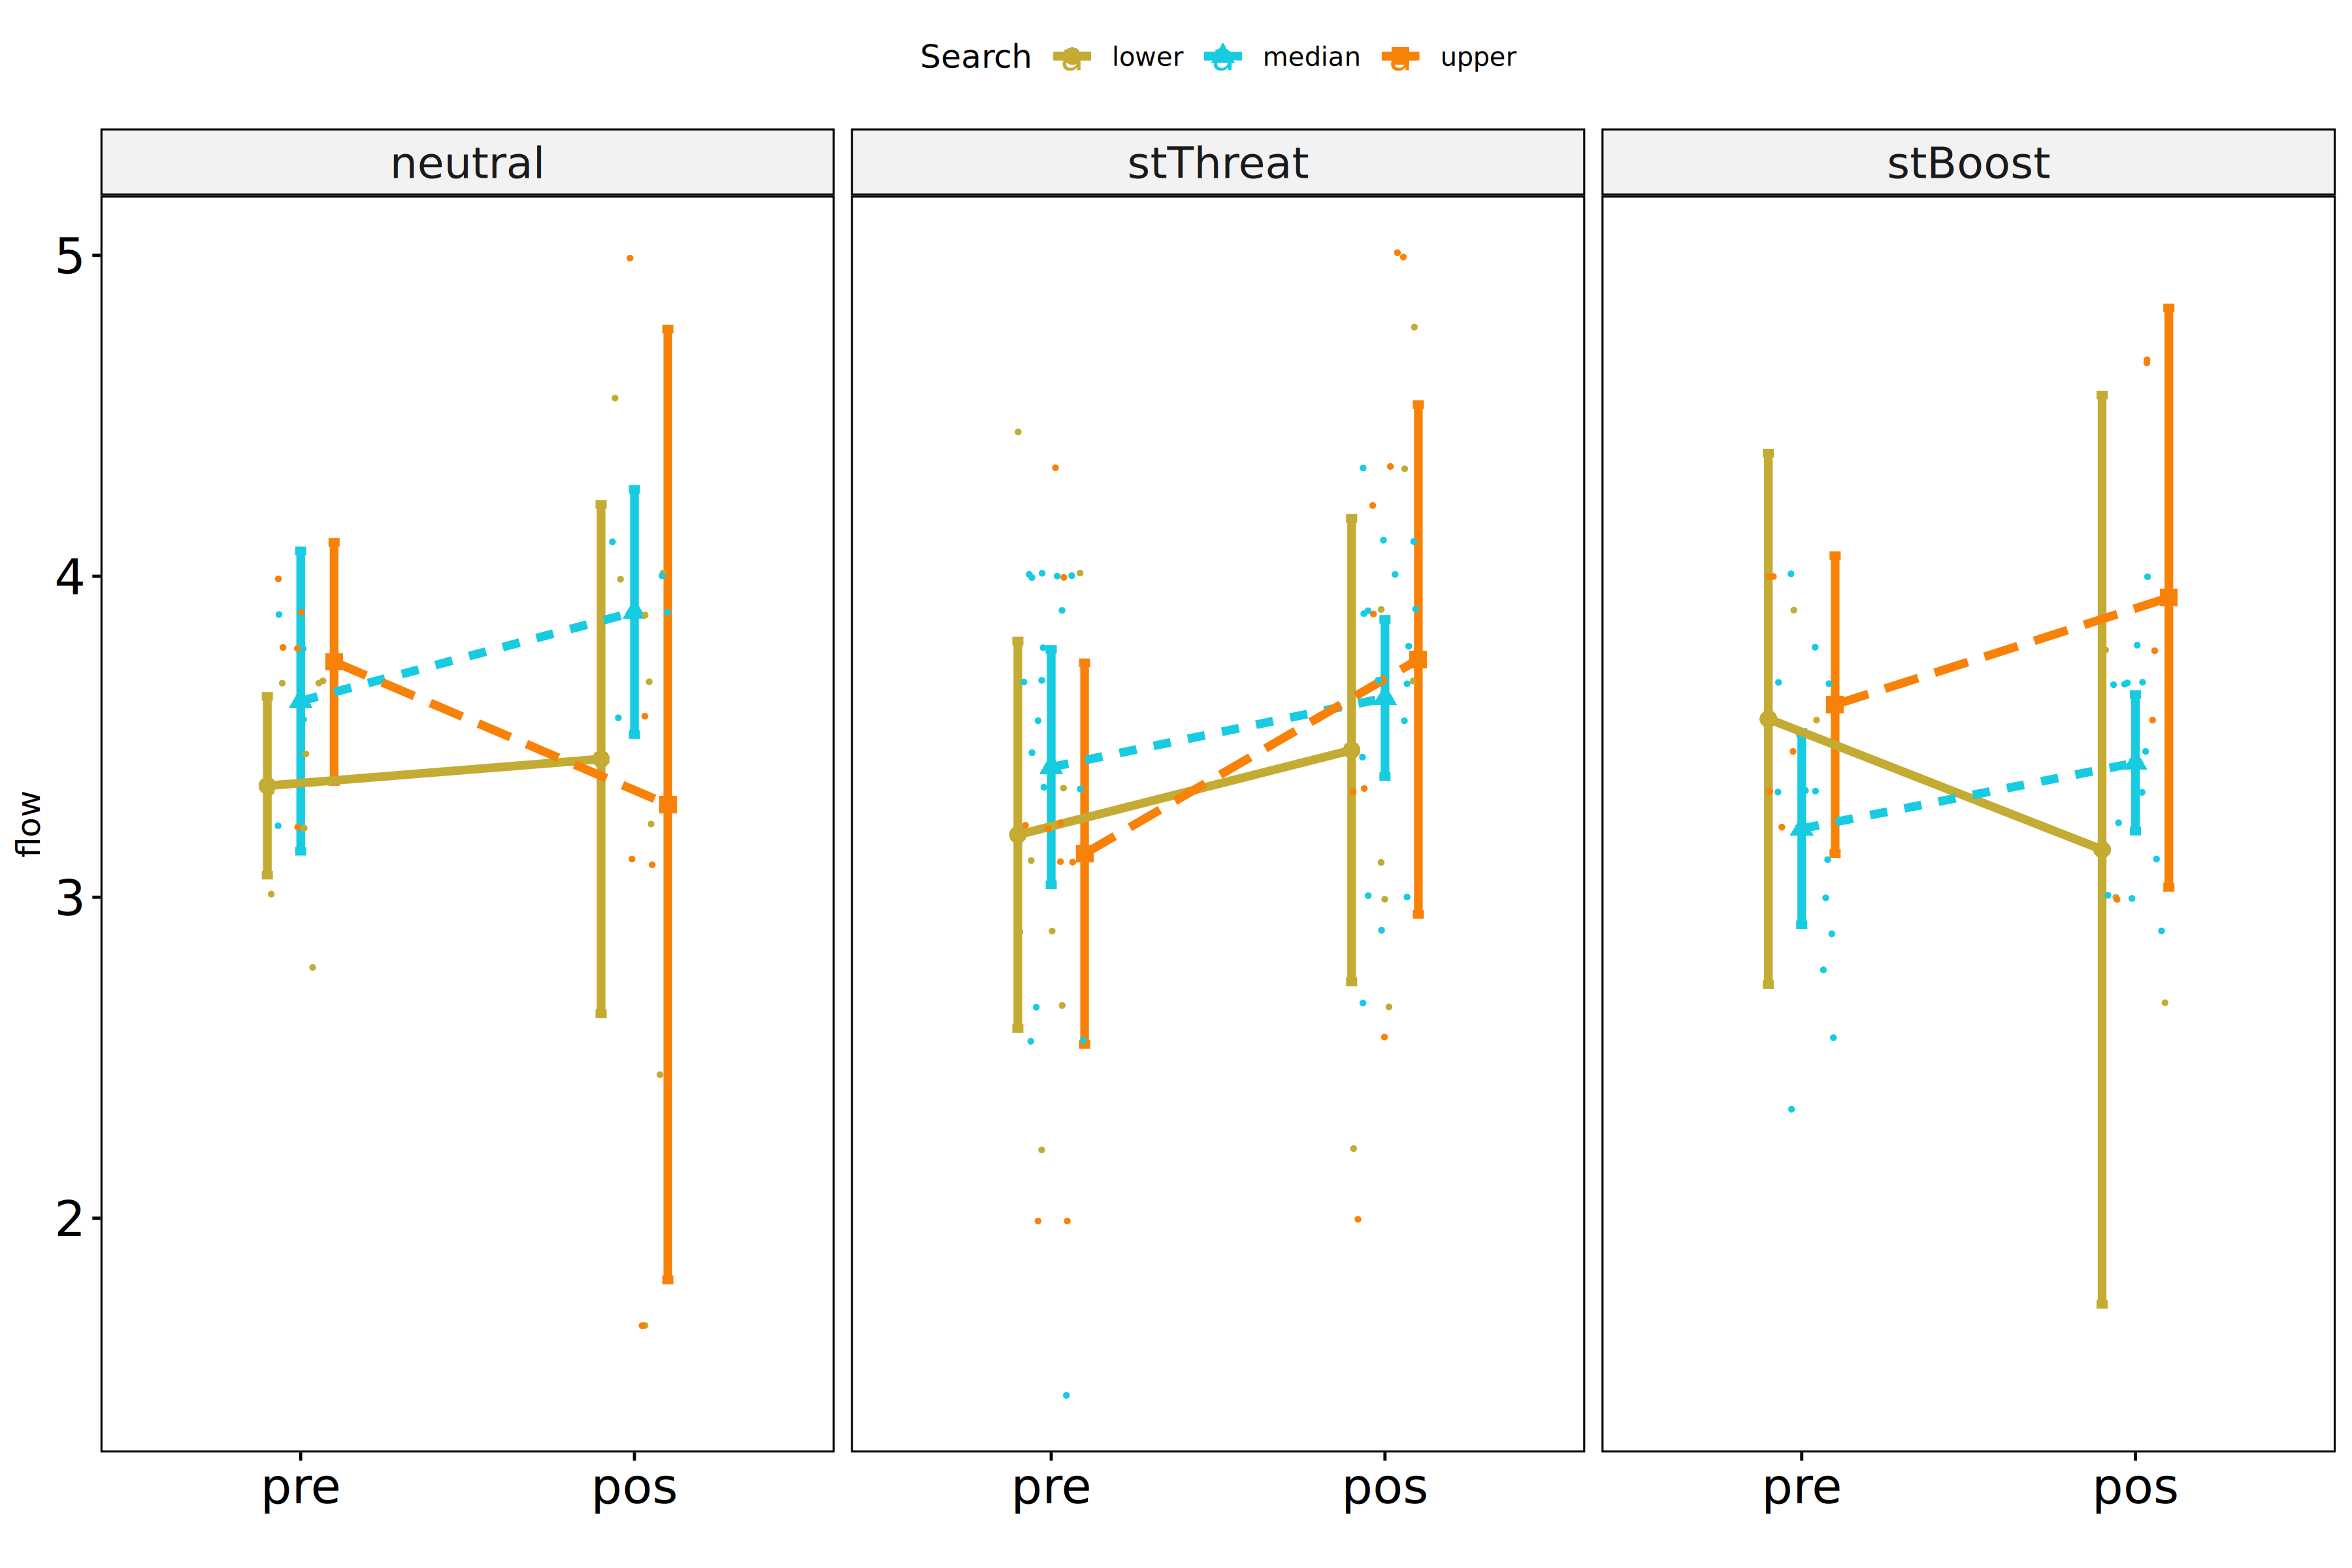 Search lower median upper
neutral stThreat stBoost
5
4
3
2
flow
pre pos pre pos pre pos